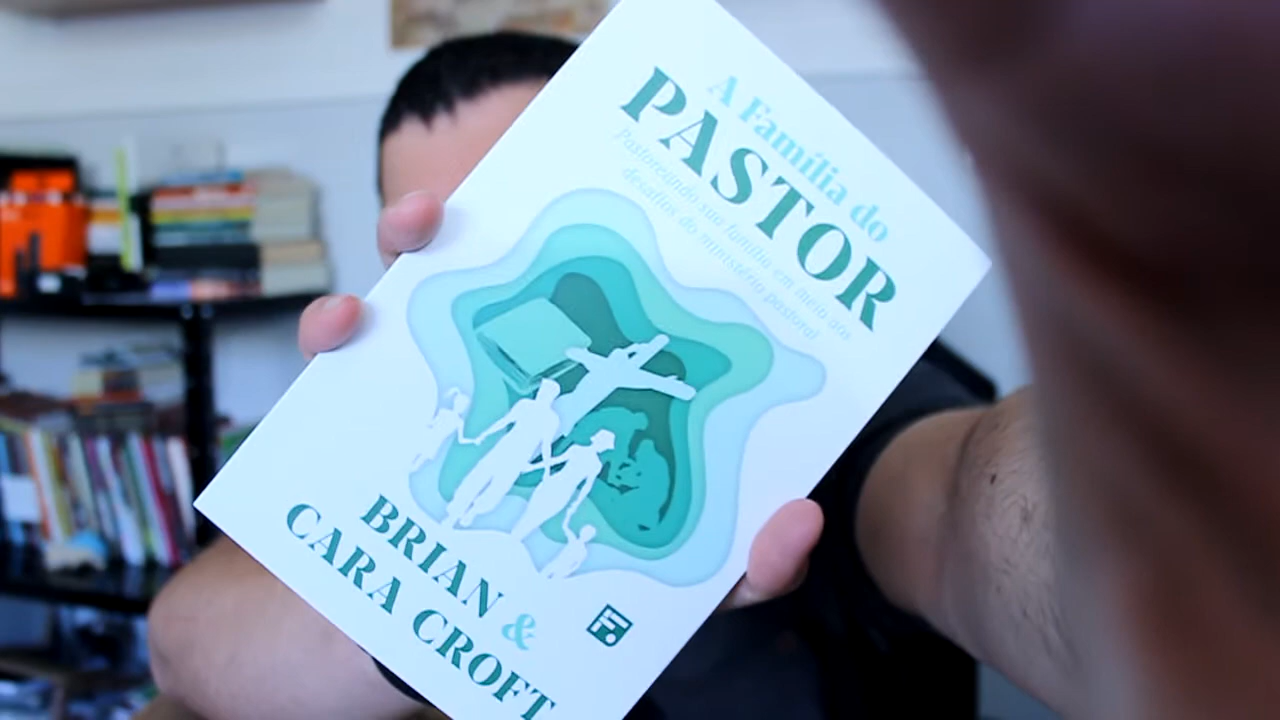 A Família do
PASTOR
Pastoreando sua família em meio aos
desafios do ministério pastoral
BRIAN &
CARA CROFT